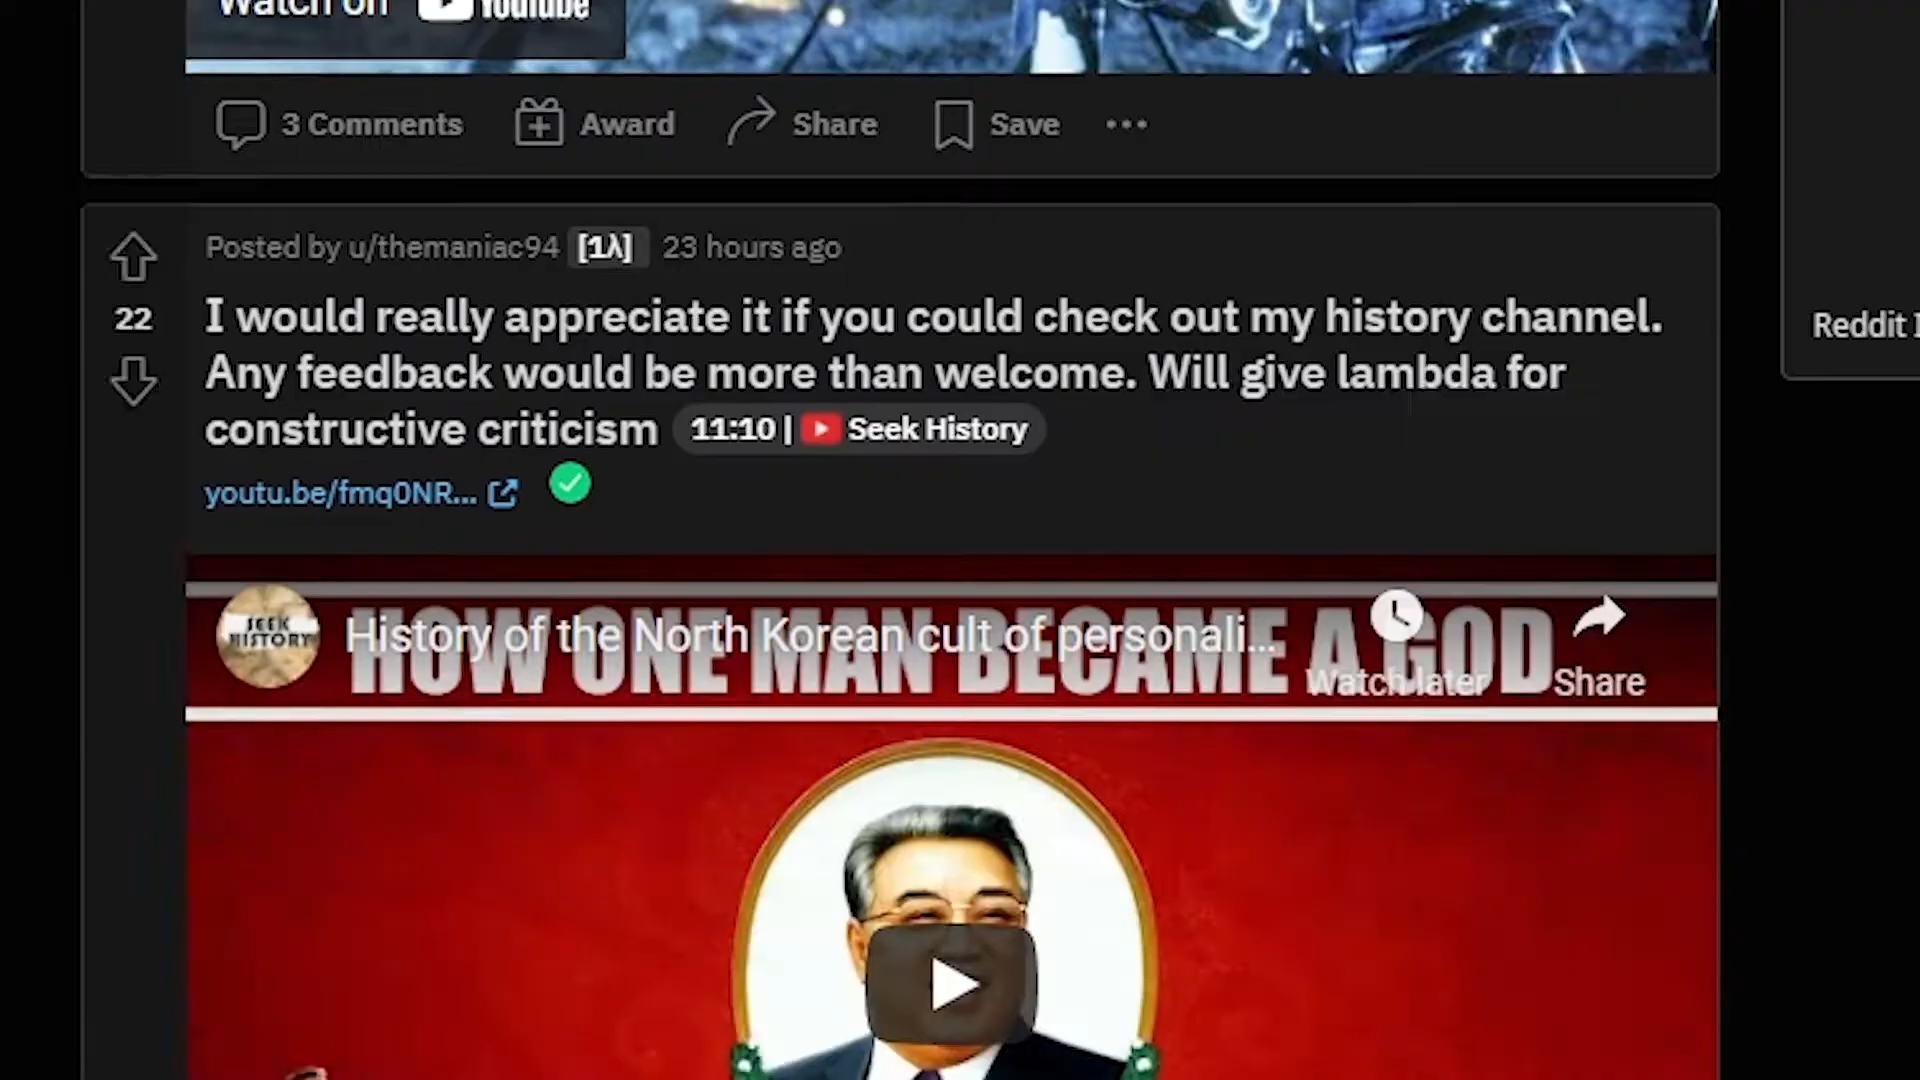 Watch on YouTube
3 Comments Award Share Save
Posted by u/themaniac94 [1λ] 23 hours ago
22
I would really appreciate it if you could check out my history channel.
Any feedback would be more than welcome. Will give lambda for
constructive criticism 11:10 | Seek History
youtu.be/fmq0NR...
Reddit
SEEK
HISTORY
History of the North Korean cult of personali...
HOW ONE MAN BECAME A GOD
Watch later Share